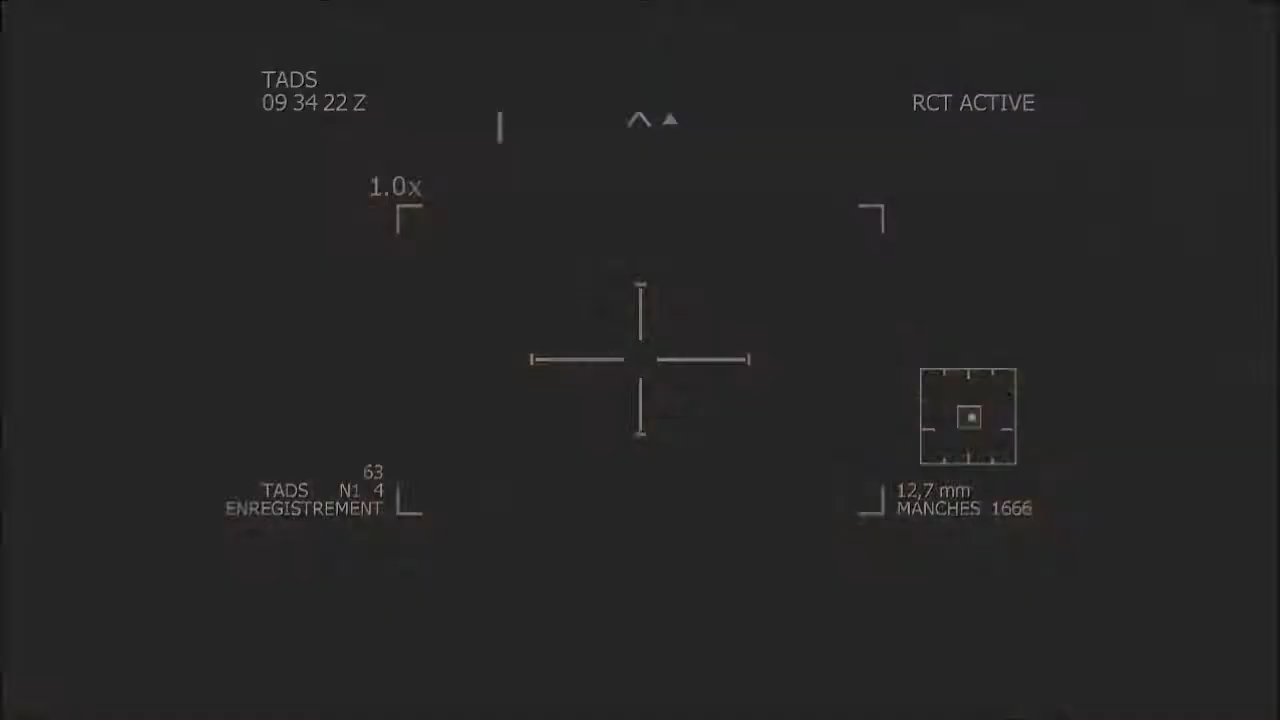 TADS
09 34 22 Z
RCT ACTIVE
1.0x
63
TADS N1 4
ENREGISTREMENT
12,7 mm
MANCHES 1666